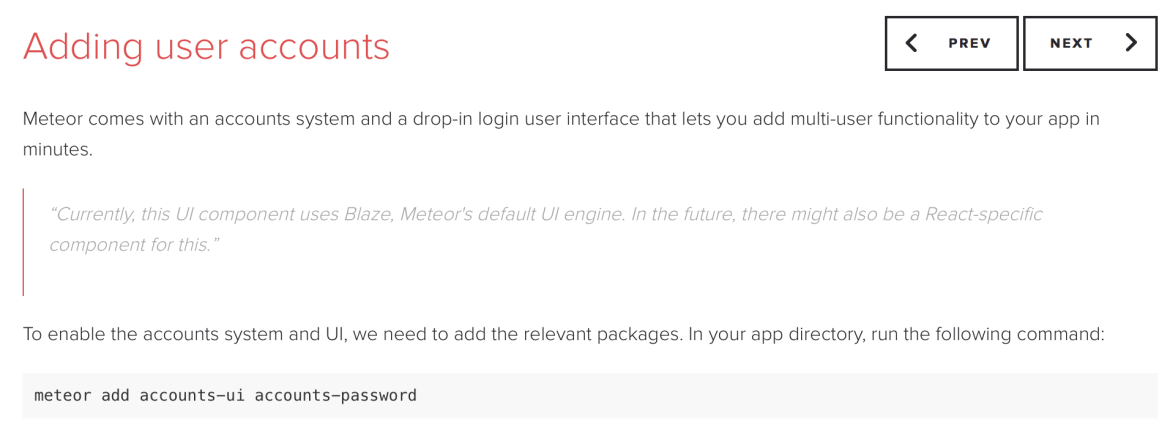 Adding user accounts
PREV
NEXT
Meteor comes with an accounts system and a drop-in login user interface that lets you add multi-user functionality to your app in
minutes.
“Currently, this UI component uses Blaze, Meteor's default UI engine. In the future, there might also be a React-specific
component for this.”
To enable the accounts system and UI, we need to add the relevant packages. In your app directory, run the following command:
meteor add accounts-ui accounts-password